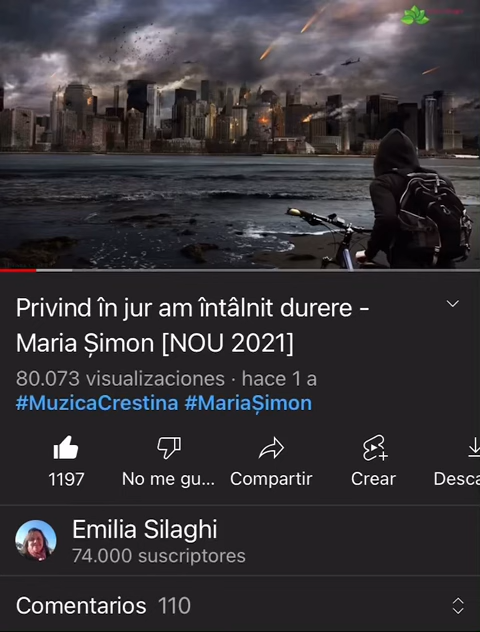 Privind în jur am întâlnit durere -
Maria Șimon [NOU 2021]
80.073 visualizaciones · hace 1 a
#MuzicaCrestina #MariaȘimon
1197
No me gu...
Compartir
Crear
Desca
Emilia Silaghi
74.000 suscriptores
Comentarios 110